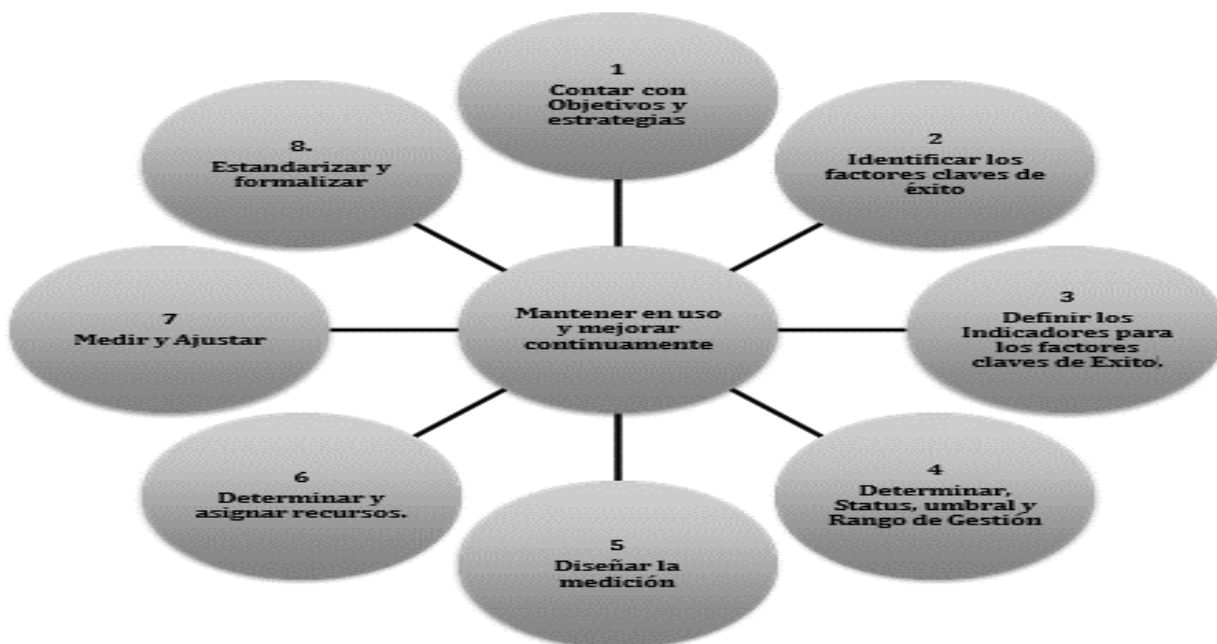 1
Contar con
Objetivos y
estrategias
2
Identificar los
factores claves de
éxito
3
Definir los
Indicadores para
los factores
claves de Exito.
4
Determinar,
Status, umbral y
Rango de Gestión
5
Diseñar la
medición
6
Determinar y
asignar recursos.
7
Medir y Ajustar
8.
Estandarizar y
formalizar
Mantener en uso
y mejorar
continuamente